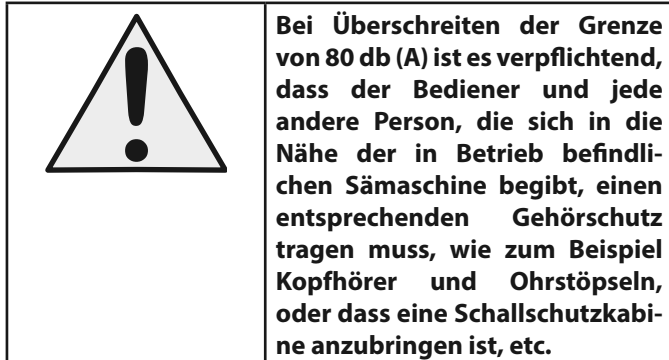 Bei Überschreiten der Grenze
von 80 db (A) ist es verpflichtend,
dass der Bediener und jede
andere Person, die sich in die
Nähe der in Betrieb befindli-
chen Sämaschine begibt, einen
entsprechenden Gehörschutz
tragen muss, wie zum Beispiel
Kopfhörer und Ohrstöpseln,
oder dass eine Schallschutzkabi-
ne anzubringen ist, etc.